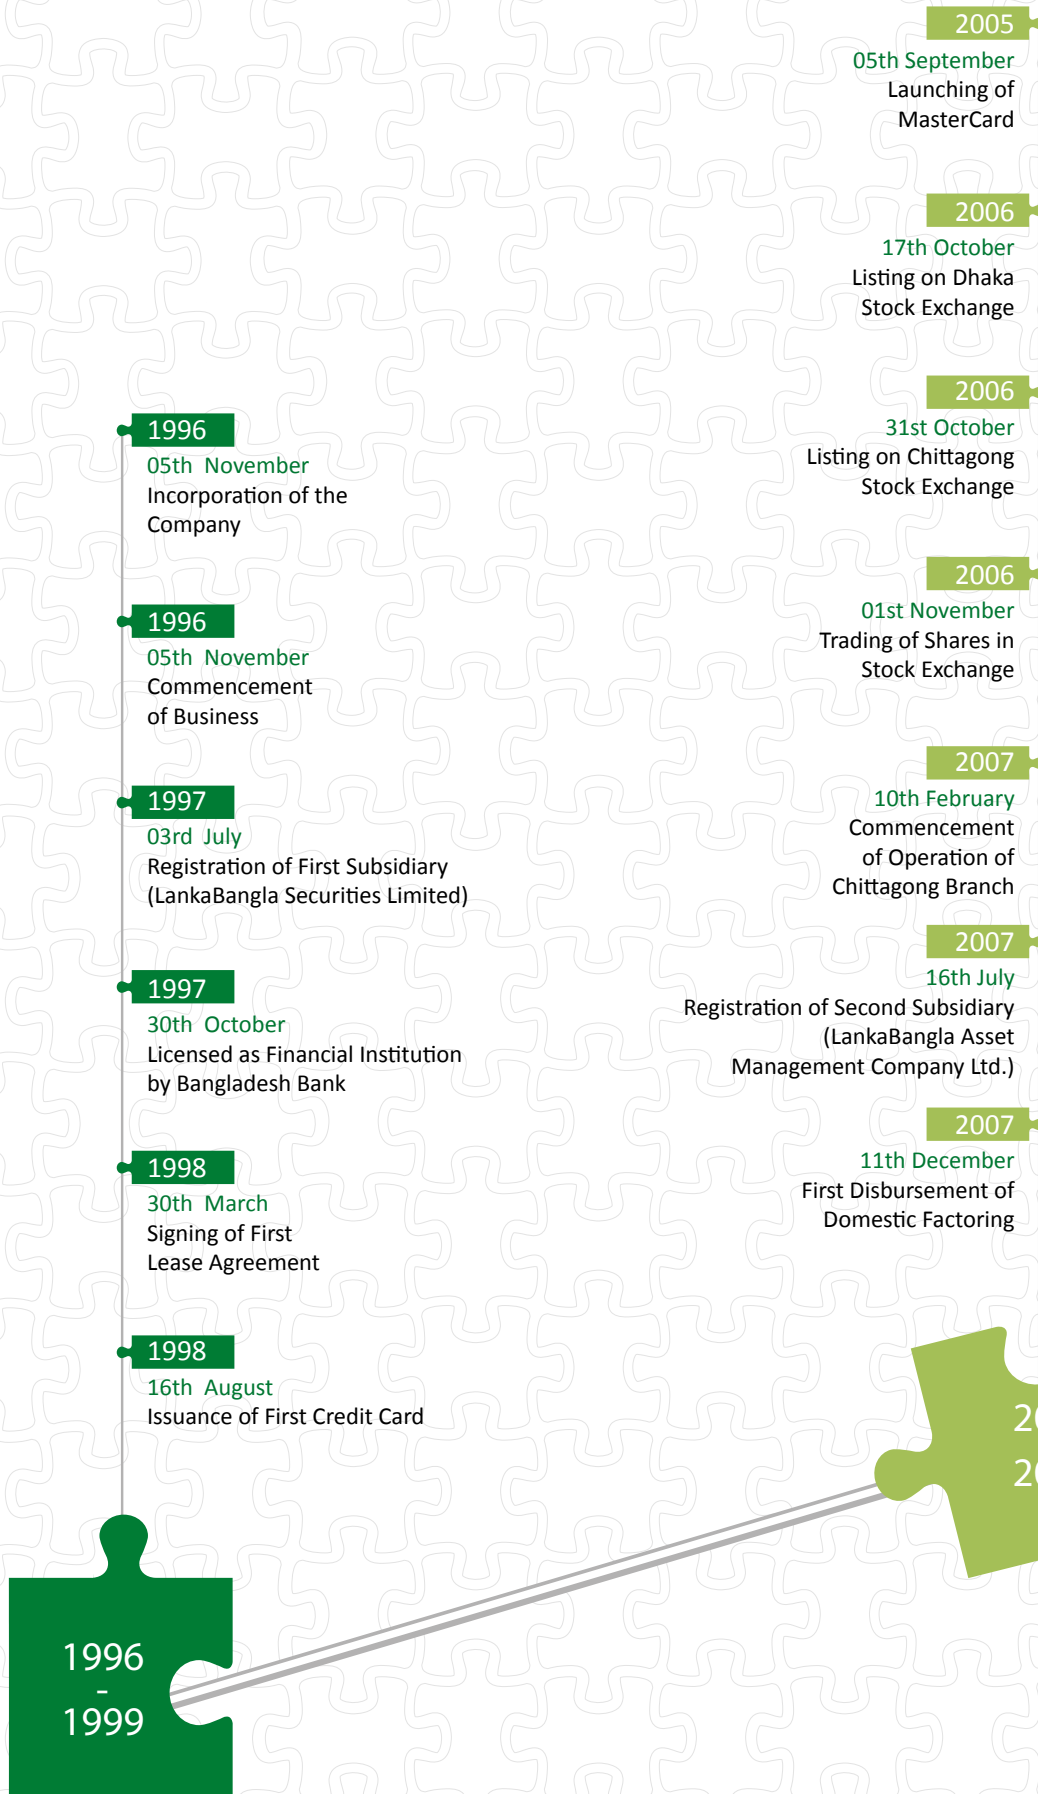 1996
05th November
Incorporation of the
Company
1996
05th November
Commencement
of Business
1997
03rd July
Registration of First Subsidiary
(LankaBangla Securities Limited)
1997
30th October
Licensed as Financial Institution
by Bangladesh Bank
1998
30th March
Signing of First
Lease Agreement
1998
16th August
Issuance of First Credit Card
1996
-
1999
2005
05th September
Launching of
MasterCard
2006
17th October
Listing on Dhaka
Stock Exchange
2006
31st October
Listing on Chittagong
Stock Exchange
2006
01st November
Trading of Shares in
Stock Exchange
2007
10th February
Commencement
of Operation of
Chittagong Branch
2007
16th July
Registration of Second Subsidiary
(LankaBangla Asset
Management Company Ltd.)
2007
11th December
First Disbursement of
Domestic Factoring